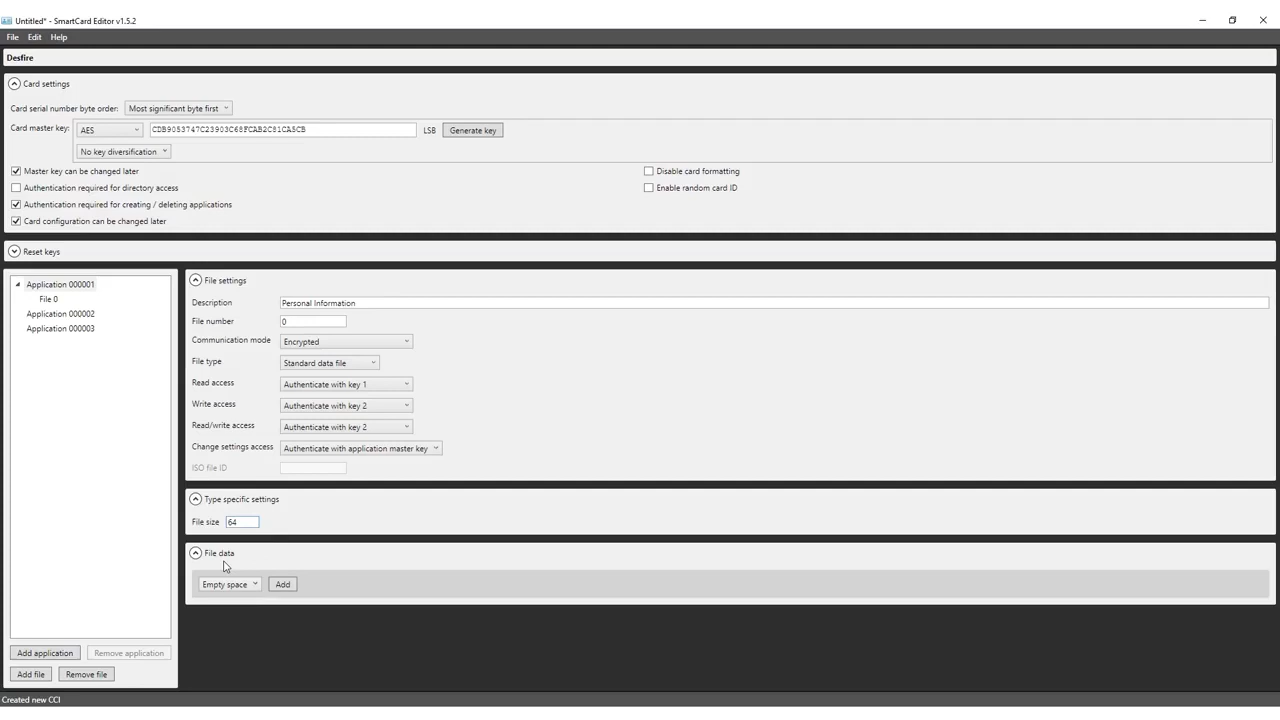 Untitled* - SmartCard Editor v1.5.2
File Edit Help
Desfire
Card settings
Card serial number byte order: Most significant byte first
Card master key: AES CDB9053747C23903C68FCAB2C81CA5CB LSB Generate key
No key diversification
Master key can be changed later Disable card formatting
Authentication required for directory access Enable random card ID
Authentication required for creating / deleting applications
Card configuration can be changed later
Reset keys
Application 000001
File 0
Application 000002
Application 000003
Add application Remove application
Add file Remove file
File settings
Description Personal Information
File number 0
Communication mode Encrypted
File type Standard data file
Read access Authenticate with key 1
Write access Authenticate with key 2
Read/write access Authenticate with key 2
Change settings access Authenticate with application master key
ISO file ID
Type specific settings
File size 64
File data
Empty space Add
Created new CCI